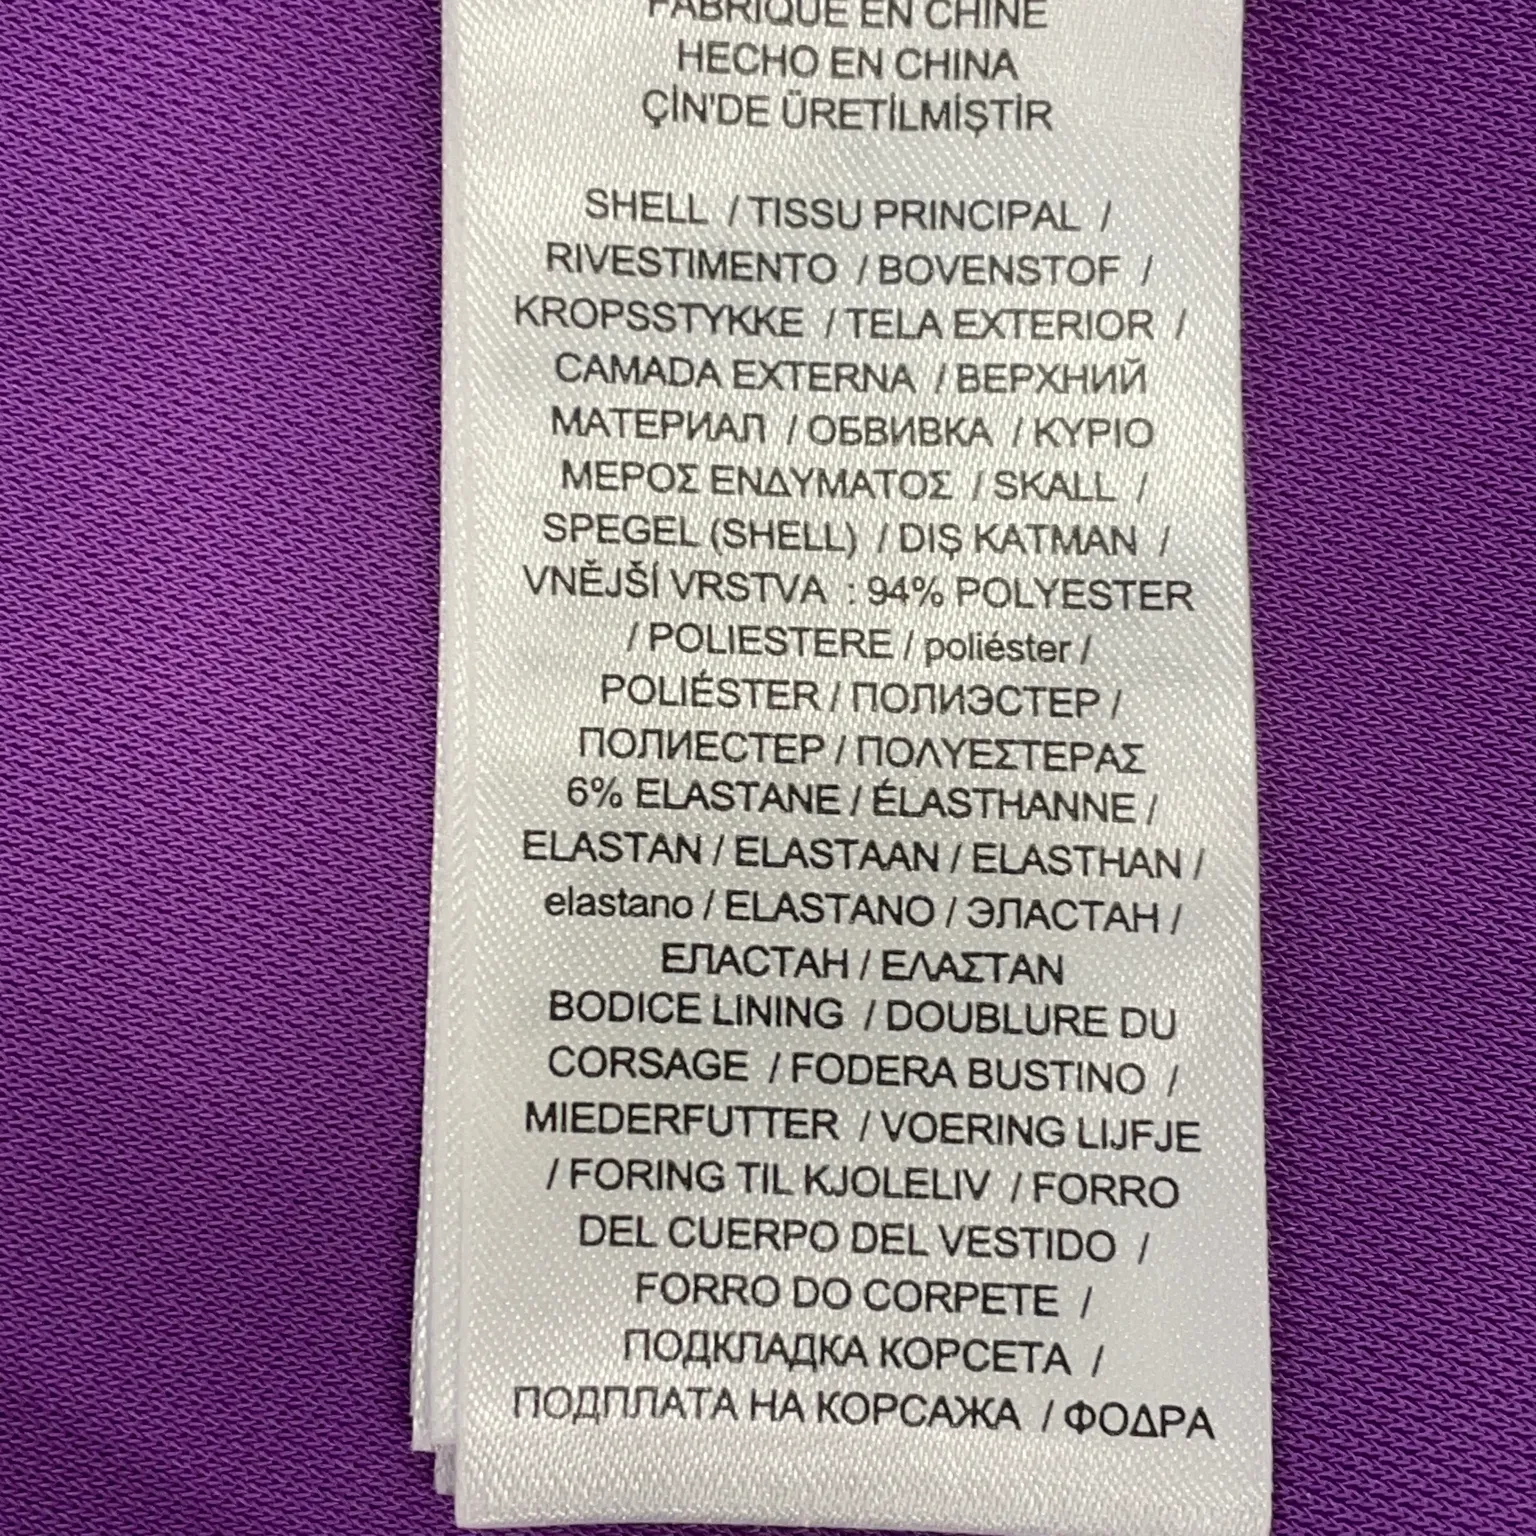 FABRIQUÉ EN CHINE
HECHO EN CHINA
ÇİN'DE ÜRETİLMİŞTİR
SHELL / TISSU PRINCIPAL /
RIVESTIMENTO / BOVENSTOF /
KROPSSTYKKE / TELA EXTERIOR /
CAMADA EXTERNA / ВЕРХНИЙ
МАТЕРИАЛ / ОБВИВКА / ΚΥΡΙΟ
ΜΕΡΟΣ ΕΝΔΥΜΑΤΟΣ / SKALL /
SPEGEL (SHELL) / DIŞ KATMAN /
VNĚJŠÍ VRSTVA : 94% POLYESTER
/ POLIESTERE / poliéster /
POLIÉSTER / ПОЛИЭСТЕР /
ПОЛИЕСТЕР / ΠΟΛΥΕΣΤΕΡΑΣ
6% ELASTANE / ÉLASTHANNE /
ELASTAN / ELASTAAN / ELASTHAN /
elastano / ELASTANO / ЭЛАСТАН /
ЕЛАСТАН / ΕΛΑΣΤΑΝ
BODICE LINING / DOUBLURE DU
CORSAGE / FODERA BUSTINO /
MIEDERFUTTER / VOERING LIJFJE
/ FORING TIL KJOLELIV / FORRO
DEL CUERPO DEL VESTIDO /
FORRO DO CORPETE /
ПОДКЛАДКА КОРСЕТА /
ПОДПЛАТА НА КОРСАЖА / ΦΟΔΡΑ